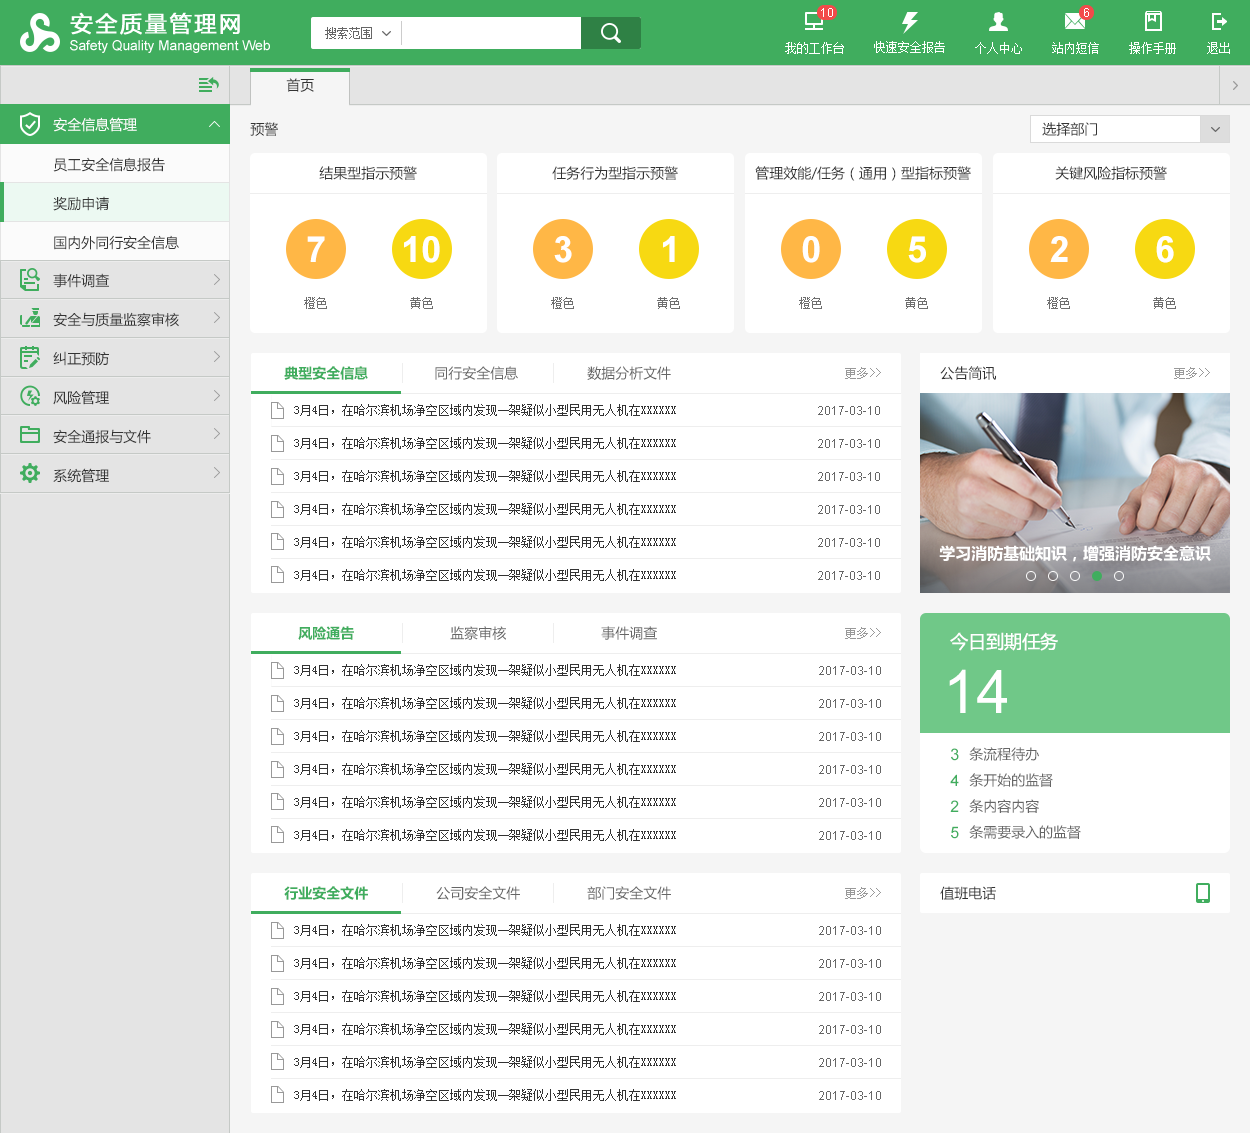 安全质量管理网
Safety Quality Management Web
搜索范围
10
6
我的工作台
快速安全报告
个人中心
站内短信
操作手册
退出
首页
安全信息管理
员工安全信息报告
奖励申请
国内外同行安全信息
事件调查
安全与质量监察审核
纠正预防
风险管理
安全通报与文件
系统管理
预警
选择部门
结果型指示预警
7
10
橙色
黄色
任务行为型指示预警
3
1
橙色
黄色
管理效能/任务（通用）型指标预警
0
5
橙色
黄色
关键风险指标预警
2
6
橙色
黄色
典型安全信息
同行安全信息
数据分析文件
更多>>
3月4日，在哈尔滨机场净空区域内发现一架疑似小型民用无人机在XXXXXX 2017-03-10
3月4日，在哈尔滨机场净空区域内发现一架疑似小型民用无人机在XXXXXX 2017-03-10
3月4日，在哈尔滨机场净空区域内发现一架疑似小型民用无人机在XXXXXX 2017-03-10
3月4日，在哈尔滨机场净空区域内发现一架疑似小型民用无人机在XXXXXX 2017-03-10
3月4日，在哈尔滨机场净空区域内发现一架疑似小型民用无人机在XXXXXX 2017-03-10
3月4日，在哈尔滨机场净空区域内发现一架疑似小型民用无人机在XXXXXX 2017-03-10
公告简讯
更多>>
学习消防基础知识，增强消防安全意识
风险通告
监察审核
事件调查
更多>>
3月4日，在哈尔滨机场净空区域内发现一架疑似小型民用无人机在XXXXXX 2017-03-10
3月4日，在哈尔滨机场净空区域内发现一架疑似小型民用无人机在XXXXXX 2017-03-10
3月4日，在哈尔滨机场净空区域内发现一架疑似小型民用无人机在XXXXXX 2017-03-10
3月4日，在哈尔滨机场净空区域内发现一架疑似小型民用无人机在XXXXXX 2017-03-10
3月4日，在哈尔滨机场净空区域内发现一架疑似小型民用无人机在XXXXXX 2017-03-10
3月4日，在哈尔滨机场净空区域内发现一架疑似小型民用无人机在XXXXXX 2017-03-10
今日到期任务
14
3 条流程待办
4 条开始的监督
2 条内容内容
5 条需要录入的监督
行业安全文件
公司安全文件
部门安全文件
更多>>
3月4日，在哈尔滨机场净空区域内发现一架疑似小型民用无人机在XXXXXX 2017-03-10
3月4日，在哈尔滨机场净空区域内发现一架疑似小型民用无人机在XXXXXX 2017-03-10
3月4日，在哈尔滨机场净空区域内发现一架疑似小型民用无人机在XXXXXX 2017-03-10
3月4日，在哈尔滨机场净空区域内发现一架疑似小型民用无人机在XXXXXX 2017-03-10
3月4日，在哈尔滨机场净空区域内发现一架疑似小型民用无人机在XXXXXX 2017-03-10
3月4日，在哈尔滨机场净空区域内发现一架疑似小型民用无人机在XXXXXX 2017-03-10
值班电话